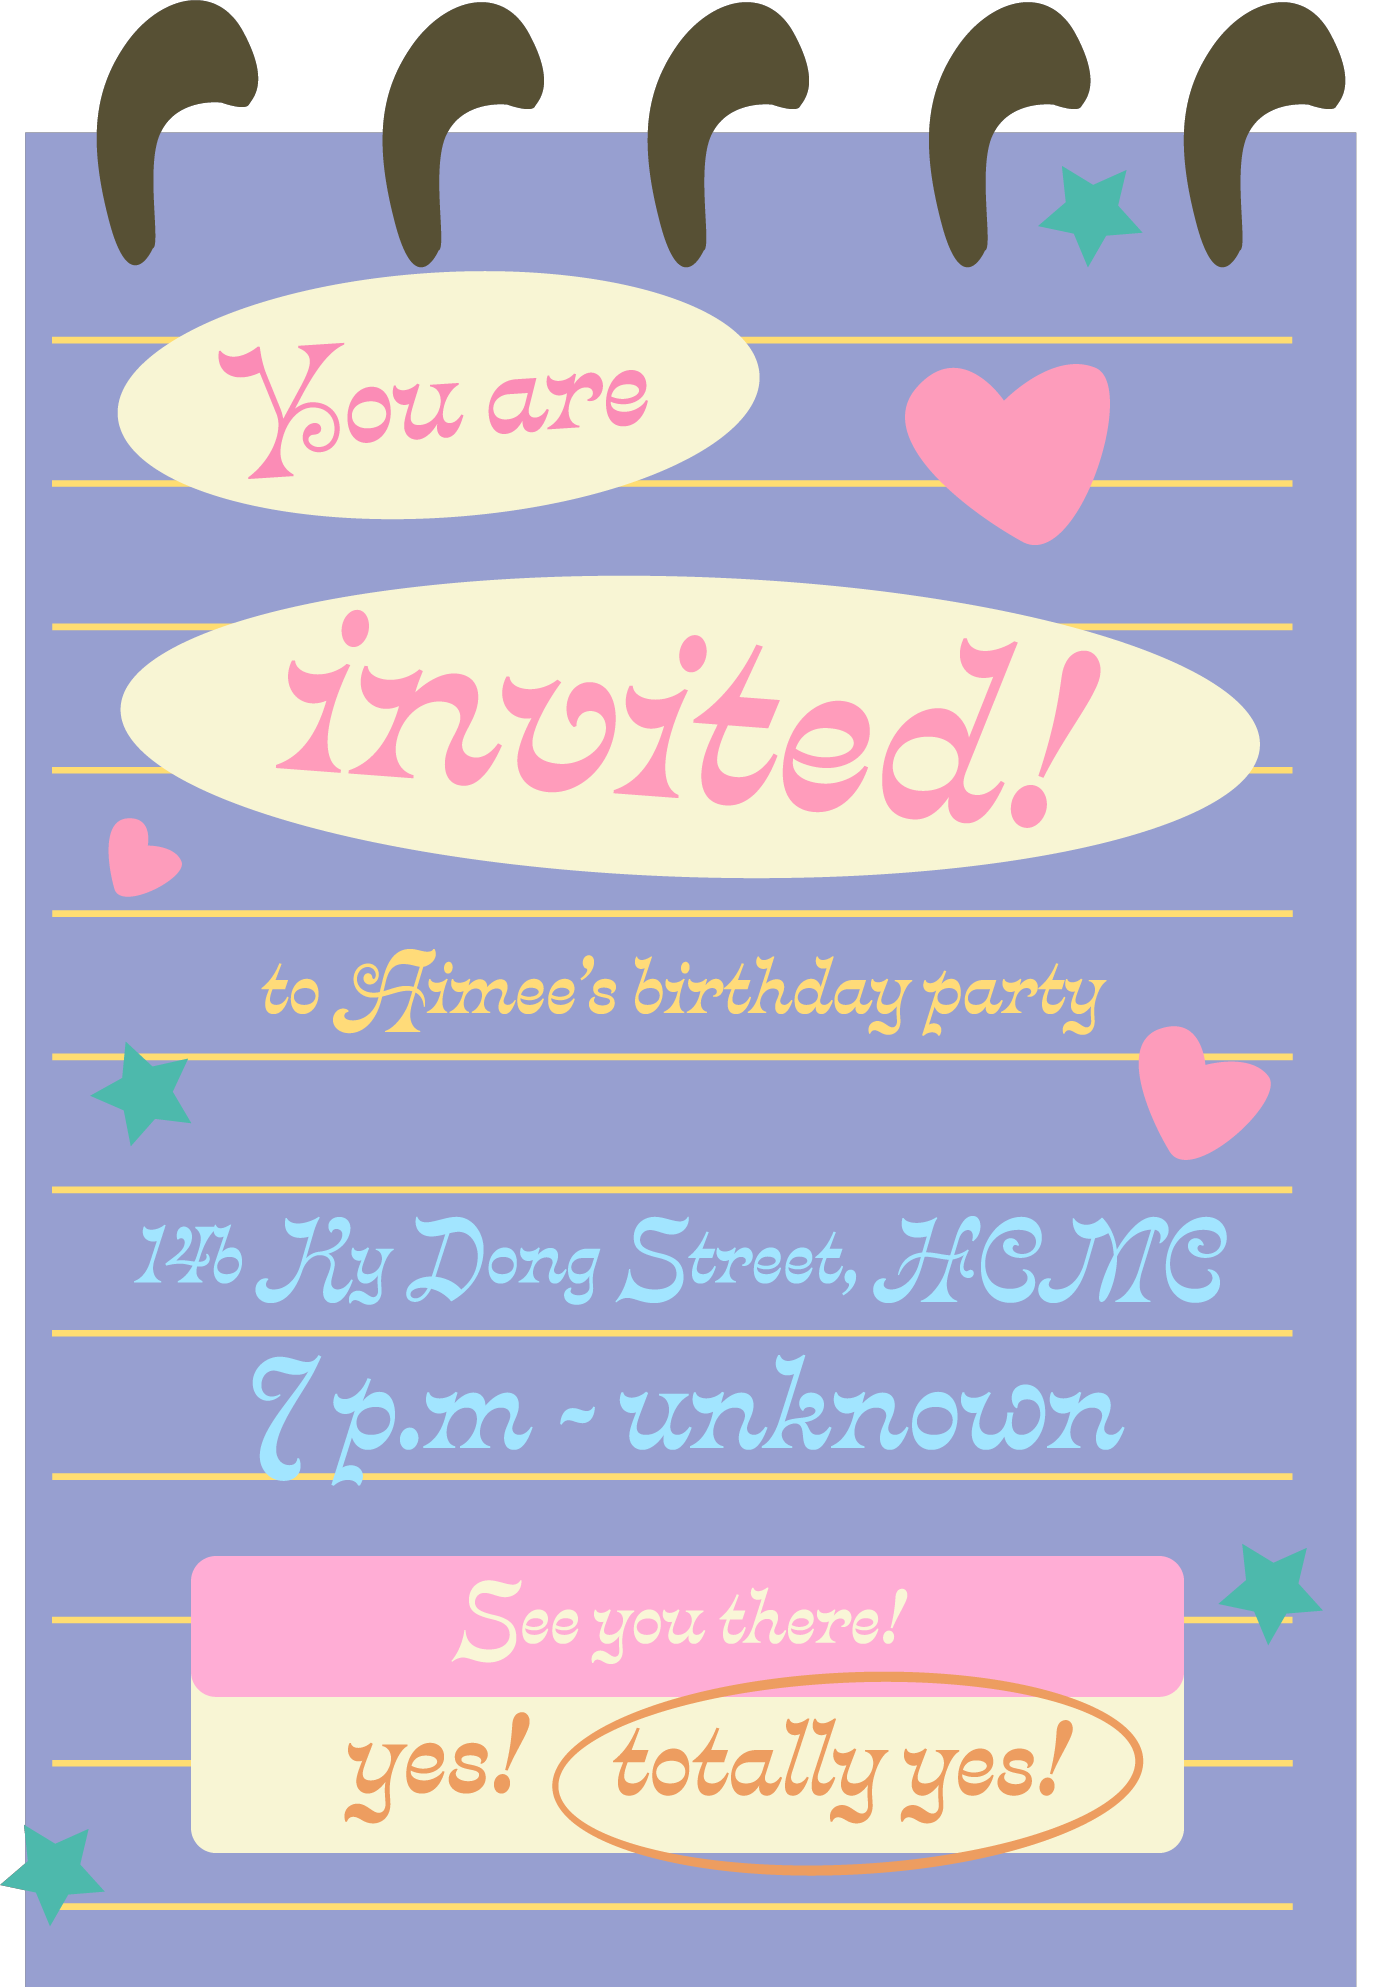 You are
invited!
to Aimee's birthday party
14b Ky Dong Street, HCMC
7p.m - unknown
See you there!
yes! totally yes!